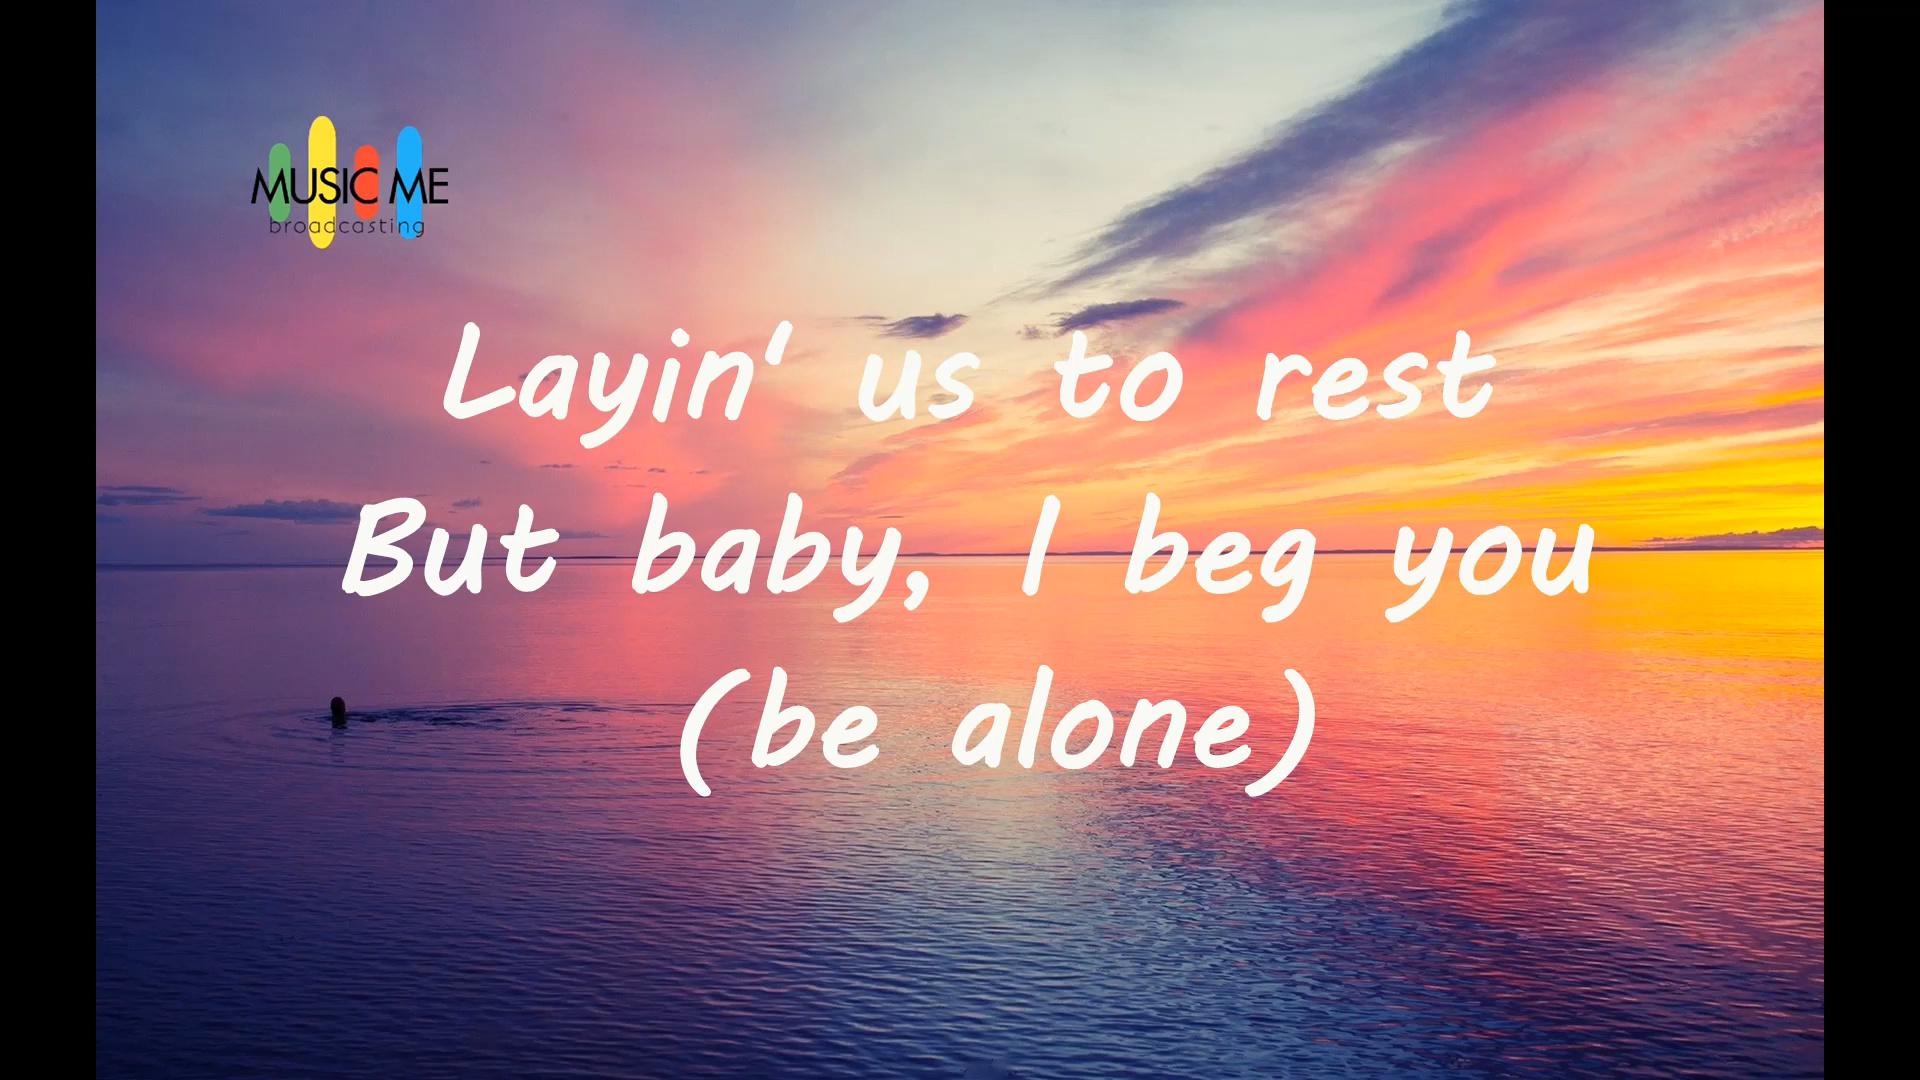 MUSIC ME
broadcasting
Layin' us to rest
But baby, I beg you
(be alone)